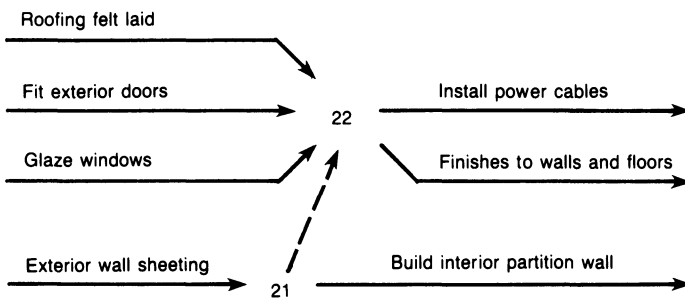 Roofing felt laid
Fit exterior doors
Install power cables
22
Glaze windows
Finishes to walls and floors
Exterior wall sheeting
Build interior partition wall
21